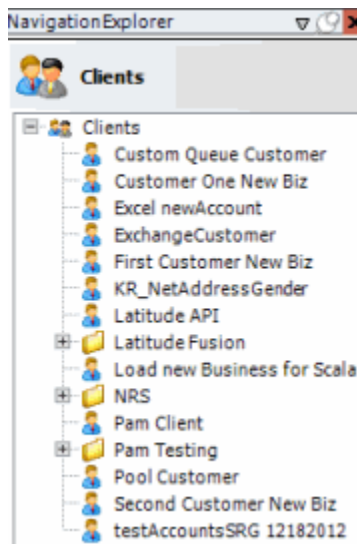 NavigationExplorer
Clients
Clients
Custom Queue Customer
Customer One New Biz
Excel newAccount
ExchangeCustomer
First Customer New Biz
KR_NetAddressGender
Latitude API
Latitude Fusion
Load new Business for Scala
NRS
Pam Client
Pam Testing
Pool Customer
Second Customer New Biz
testAccountsSRG 12182012